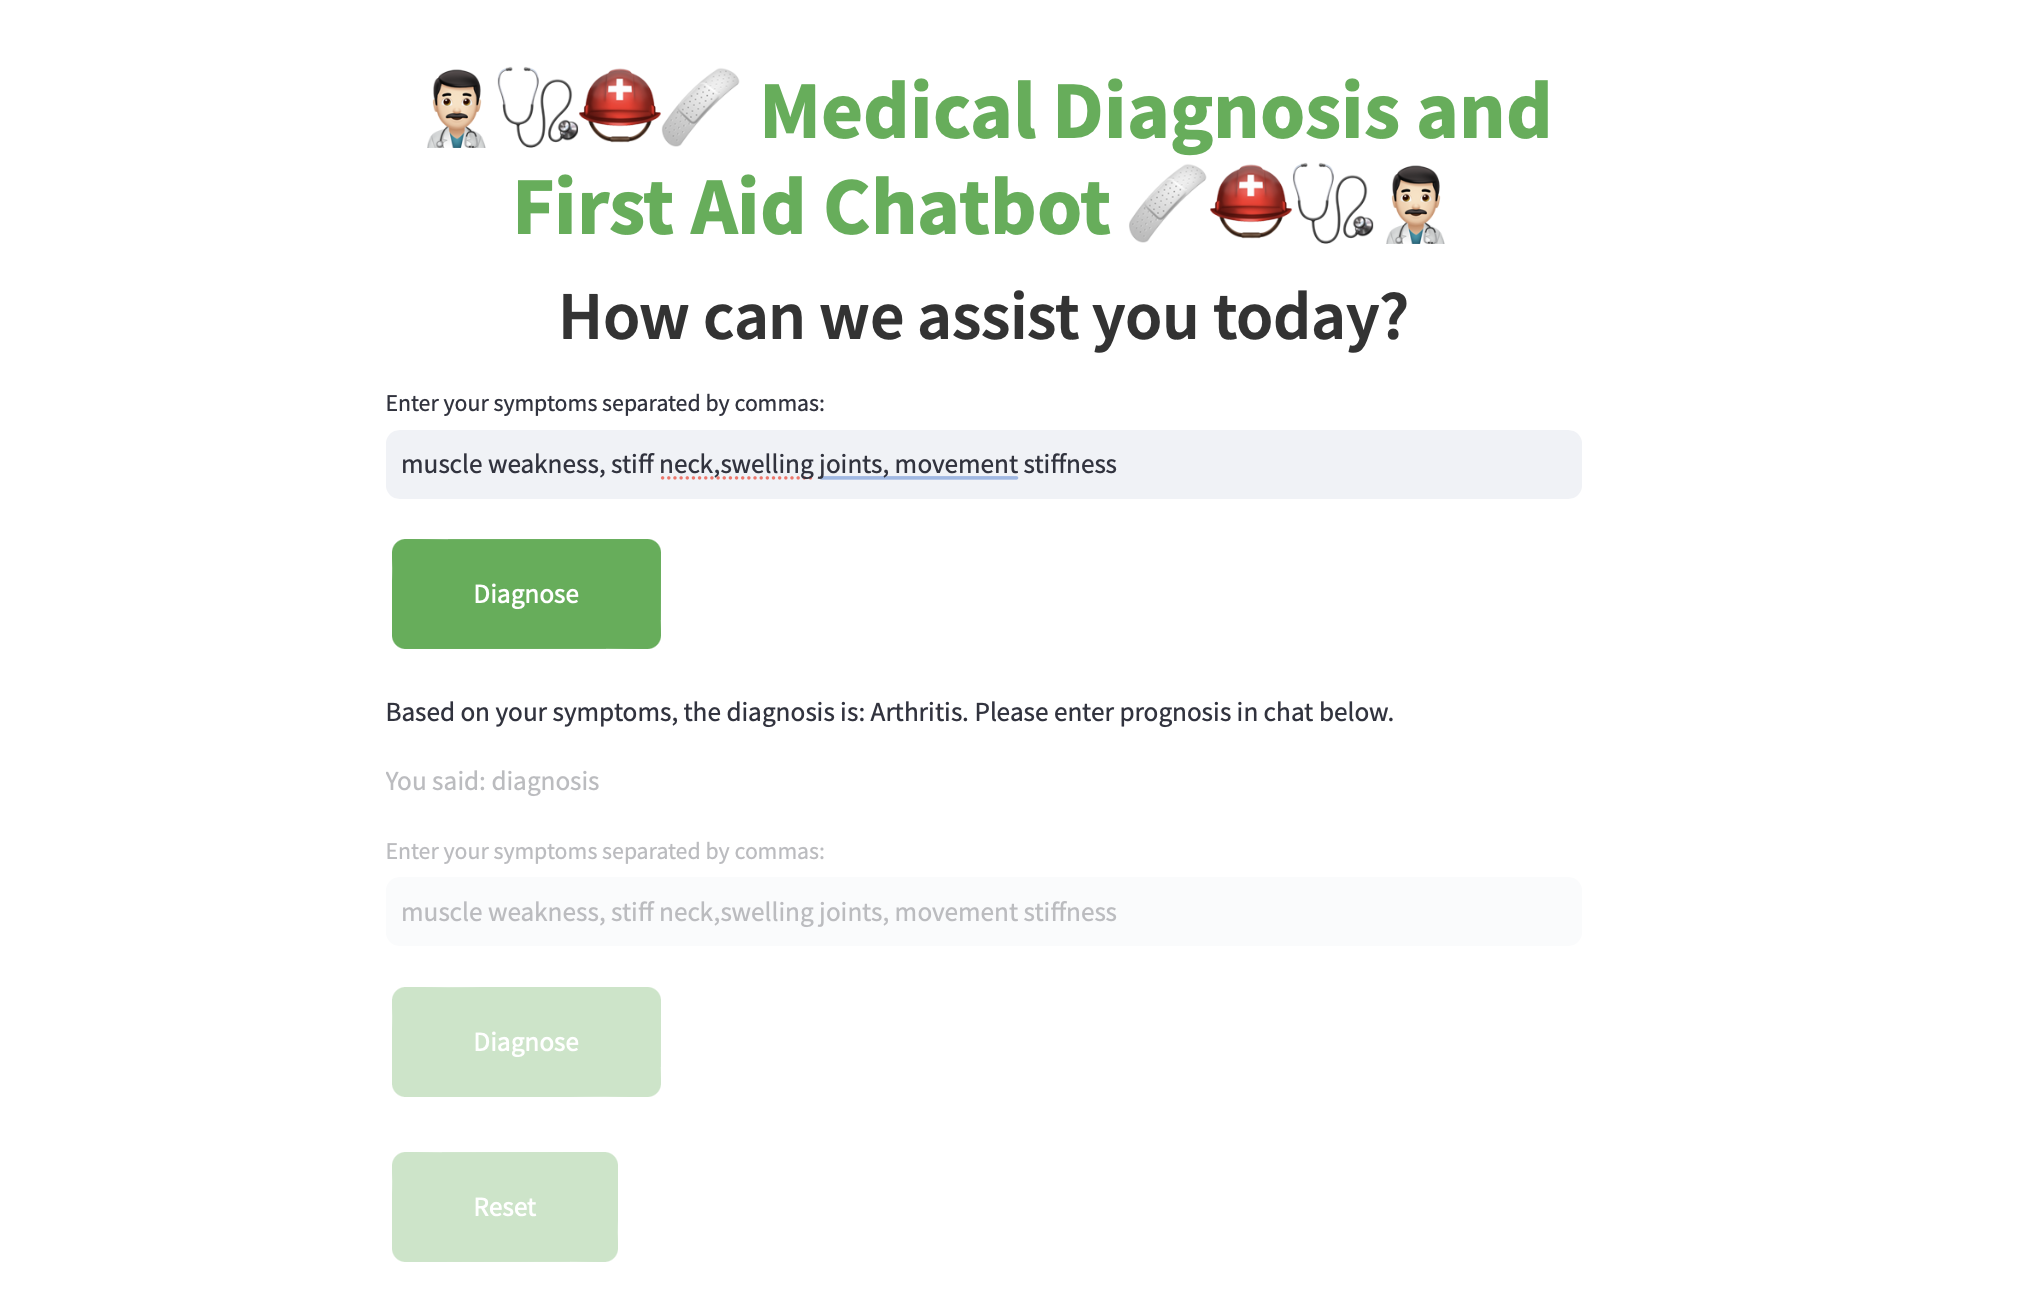 Medical Diagnosis and
First Aid Chatbot
How can we assist you today?
Enter your symptoms separated by commas:
muscle weakness, stiff neck,swelling joints, movement stiffness
Diagnose
Based on your symptoms, the diagnosis is: Arthritis. Please enter prognosis in chat below.
You said: diagnosis
Enter your symptoms separated by commas:
muscle weakness, stiff neck,swelling joints, movement stiffness
Diagnose
Reset